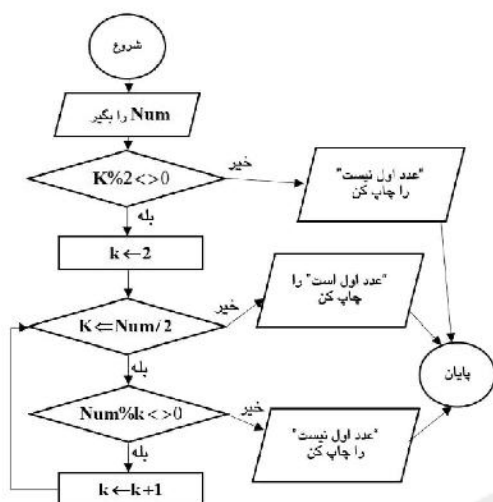 شروع
Num را بگیر
K%2<>0
خیر
"عدد اول نیست"
را چاپ کن
بله
k←2
"عدد اول است" را
چاپ کن
K⇐Num/2
خیر
پایان
بله
Num%k<>0
خیر
"عدد اول نیست"
را چاپ کن
بله
k←k+1